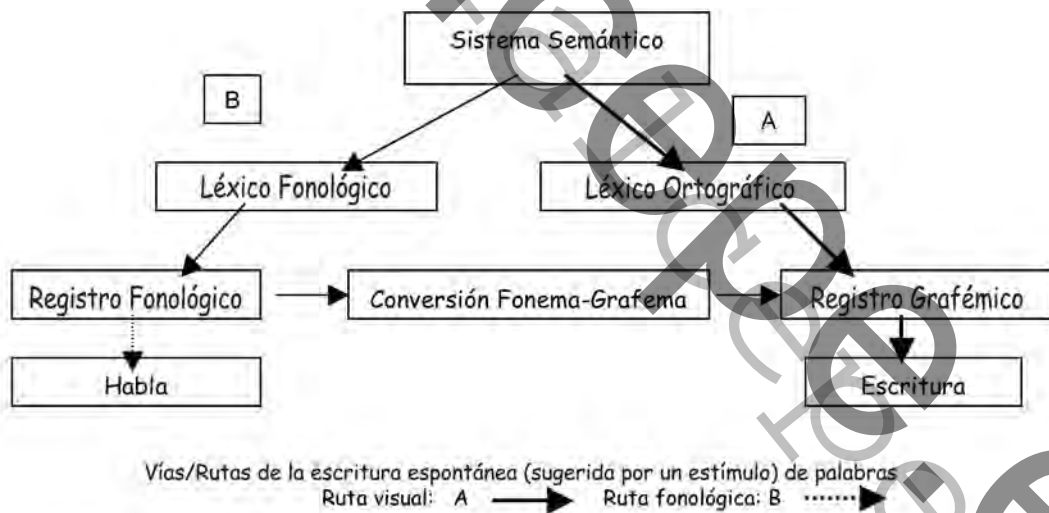 Sistema Semántico
B
A
Léxico Fonológico
Léxico Ortográfico
Registro Fonológico
Conversión Fonema-Grafema
Registro Grafémico
Habla
Escritura
Vías/Rutas de la escritura espontánea (sugerida por un estímulo) de palabras
Ruta visual: A
Ruta fonológica: B